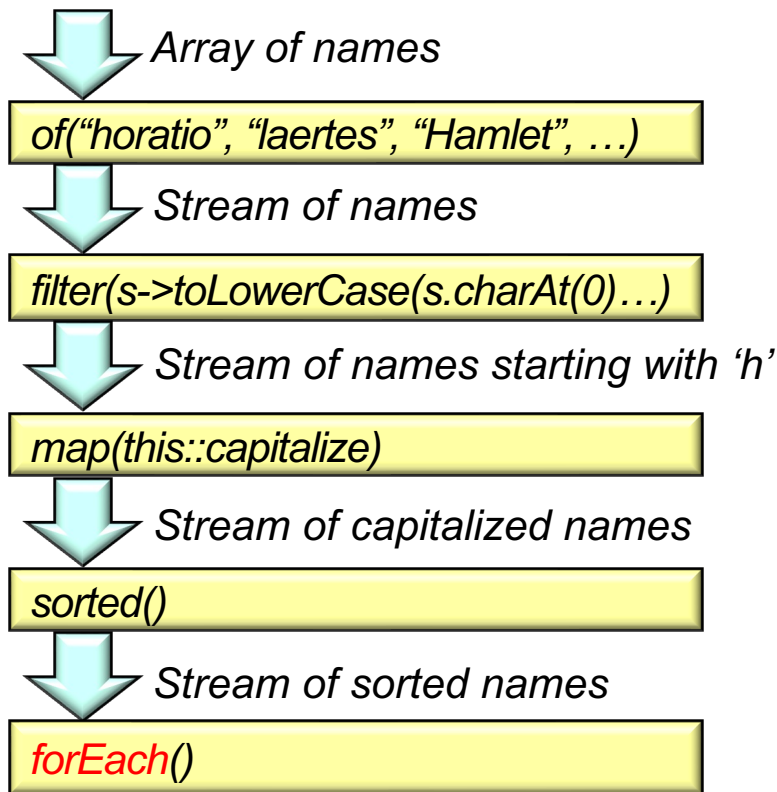 Array of names
of(“horatio”, “laertes”, “Hamlet”, …)
Stream of names
filter(s->toLowerCase(s.charAt(0)…)
Stream of names starting with ‘h’
map(this::capitalize)
Stream of capitalized names
sorted()
Stream of sorted names
forEach()